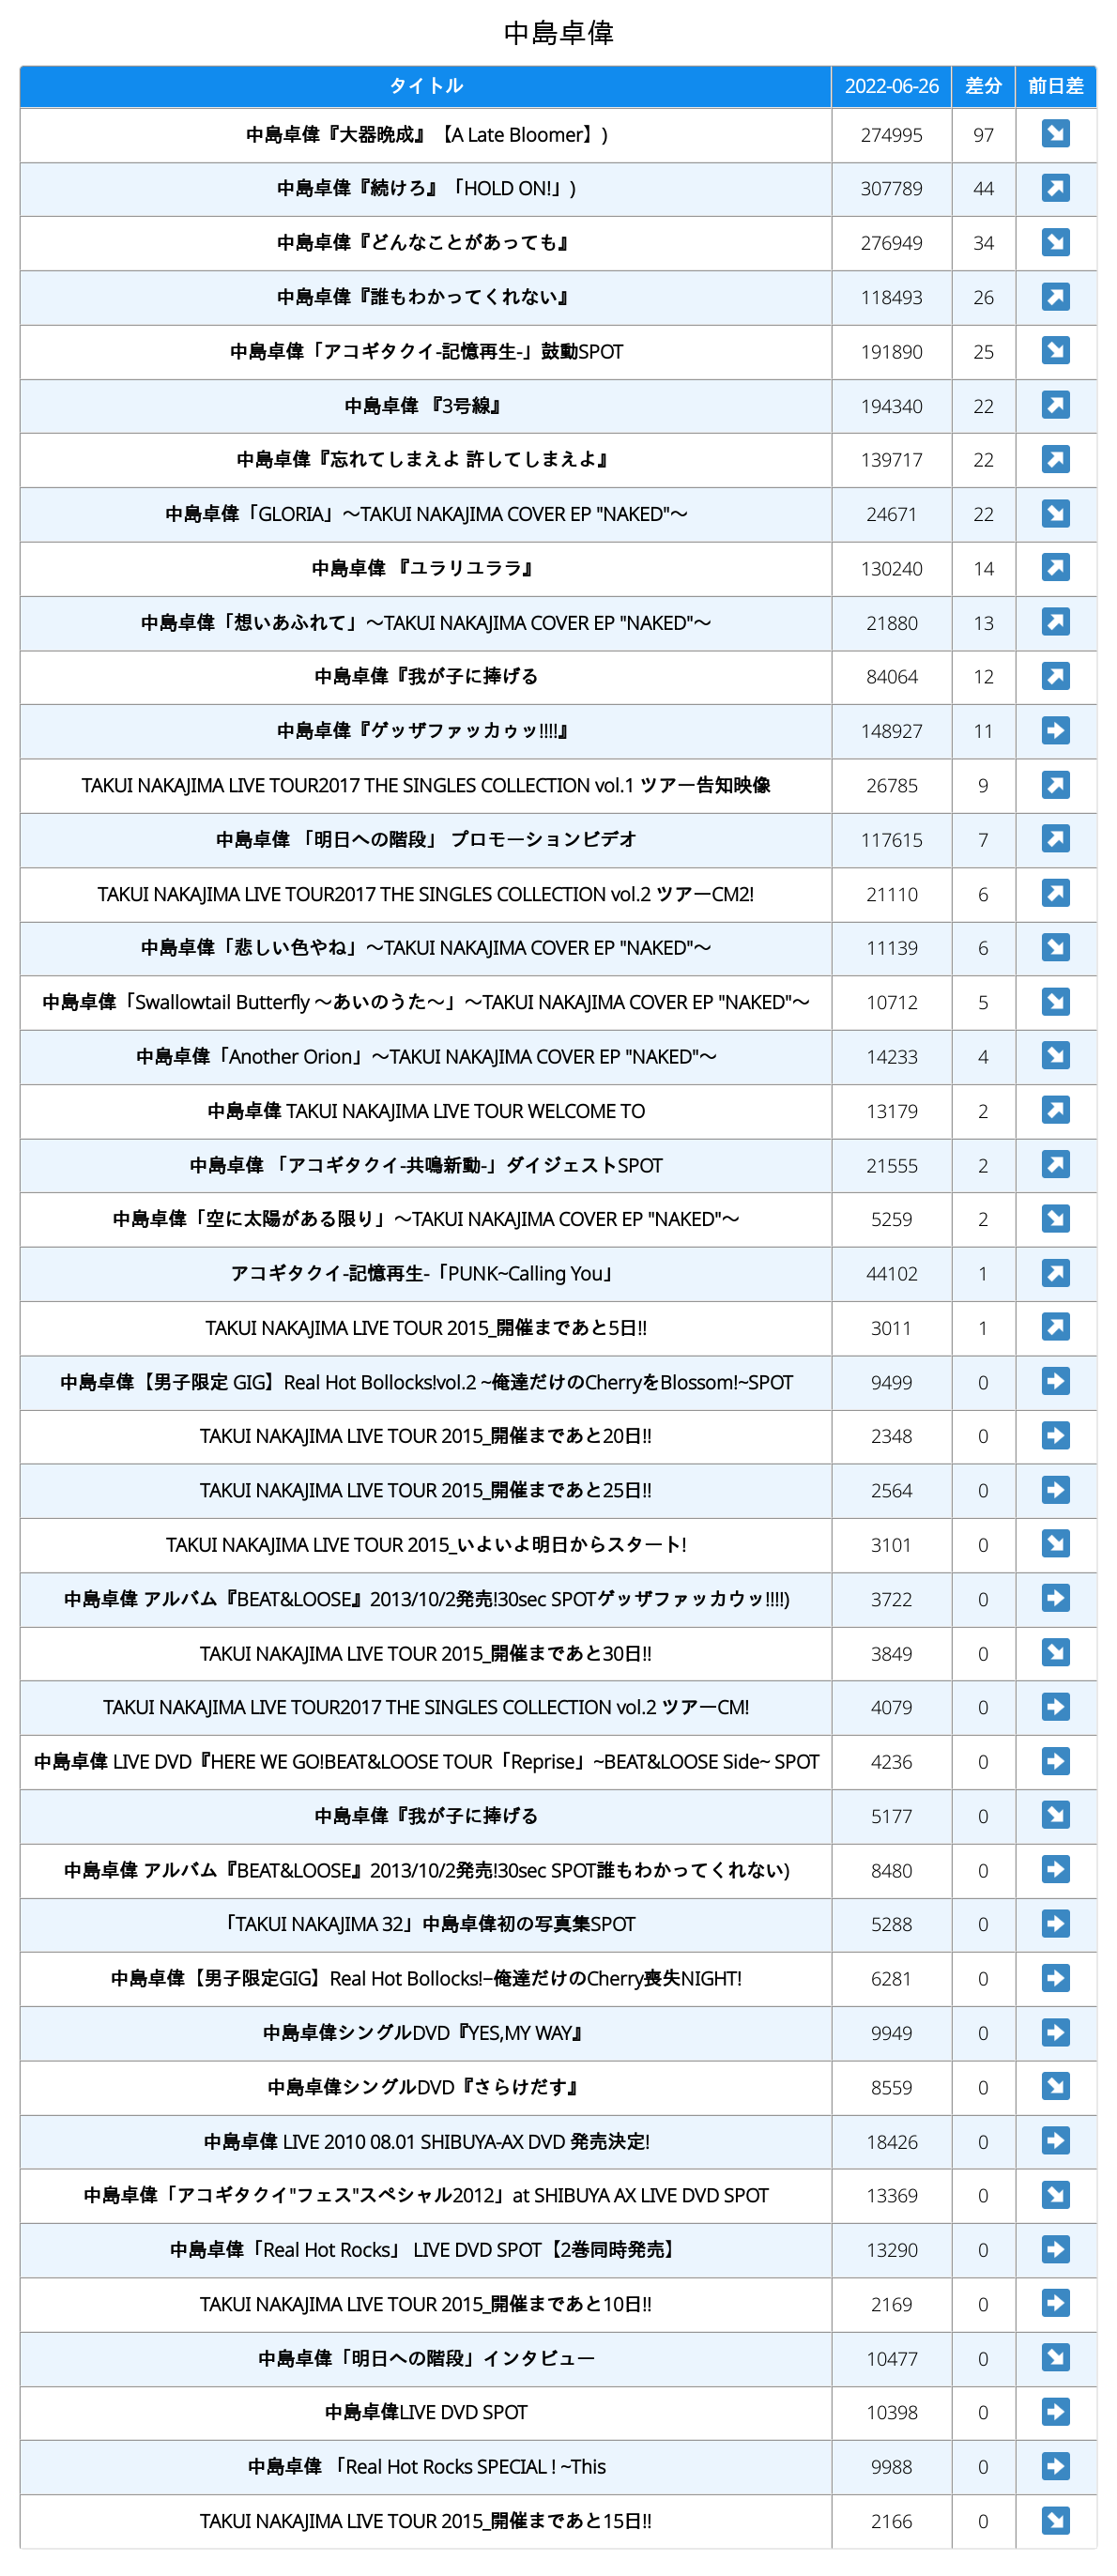 中島卓偉
タイトル 2022-06-26 差分 前日差
中島卓偉『大器晩成』【A Late Bloomer】) 274995 97 ↘
中島卓偉『続けろ』「HOLD ON!」) 307789 44 ↗
中島卓偉『どんなことがあっても』 276949 34 ↘
中島卓偉『誰もわかってくれない』 118493 26 ↗
中島卓偉「アコギタクイ-記憶再生-」鼓動SPOT 191890 25 ↘
中島卓偉 『3号線』 194340 22 ↗
中島卓偉『忘れてしまえよ 許してしまえよ』 139717 22 ↗
中島卓偉「GLORIA」〜TAKUI NAKAJIMA COVER EP "NAKED"〜 24671 22 ↘
中島卓偉 『ユラリユララ』 130240 14 ↗
中島卓偉「想いあふれて」〜TAKUI NAKAJIMA COVER EP "NAKED"〜 21880 13 ↗
中島卓偉『我が子に捧げる 84064 12 ↗
中島卓偉『ゲッザファッカゥッ!!!!』 148927 11 ➡
TAKUI NAKAJIMA LIVE TOUR2017 THE SINGLES COLLECTION vol.1 ツアー告知映像 26785 9 ↗
中島卓偉 「明日への階段」 プロモーションビデオ 117615 7 ↗
TAKUI NAKAJIMA LIVE TOUR2017 THE SINGLES COLLECTION vol.2 ツアーCM2! 21110 6 ↗
中島卓偉「悲しい色やね」〜TAKUI NAKAJIMA COVER EP "NAKED"〜 11139 6 ↘
中島卓偉「Swallowtail Butterfly 〜あいのうた〜」〜TAKUI NAKAJIMA COVER EP "NAKED"〜 10712 5 ↘
中島卓偉「Another Orion」〜TAKUI NAKAJIMA COVER EP "NAKED"〜 14233 4 ↘
中島卓偉 TAKUI NAKAJIMA LIVE TOUR WELCOME TO 13179 2 ↗
中島卓偉 「アコギタクイ-共鳴新動-」ダイジェストSPOT 21555 2 ↗
中島卓偉「空に太陽がある限り」〜TAKUI NAKAJIMA COVER EP "NAKED"〜 5259 2 ↘
アコギタクイ-記憶再生-「PUNK~Calling You」 44102 1 ↗
TAKUI NAKAJIMA LIVE TOUR 2015_開催まであと5日!! 3011 1 ↗
中島卓偉【男子限定 GIG】Real Hot Bollocks!vol.2 ~俺達だけのCherryをBlossom!~SPOT 9499 0 ➡
TAKUI NAKAJIMA LIVE TOUR 2015_開催まであと20日!! 2348 0 ➡
TAKUI NAKAJIMA LIVE TOUR 2015_開催まであと25日!! 2564 0 ➡
TAKUI NAKAJIMA LIVE TOUR 2015_いよいよ明日からスタート! 3101 0 ↘
中島卓偉 アルバム『BEAT&LOOSE』2013/10/2発売!30sec SPOTゲッザファッカウッ!!!!) 3722 0 ➡
TAKUI NAKAJIMA LIVE TOUR 2015_開催まであと30日!! 3849 0 ↘
TAKUI NAKAJIMA LIVE TOUR2017 THE SINGLES COLLECTION vol.2 ツアーCM! 4079 0 ➡
中島卓偉 LIVE DVD『HERE WE GO!BEAT&LOOSE TOUR「Reprise」~BEAT&LOOSE Side~ SPOT 4236 0 ➡
中島卓偉『我が子に捧げる 5177 0 ↘
中島卓偉 アルバム『BEAT&LOOSE』2013/10/2発売!30sec SPOT誰もわかってくれない) 8480 0 ➡
「TAKUI NAKAJIMA 32」中島卓偉初の写真集SPOT 5288 0 ➡
中島卓偉【男子限定GIG】Real Hot Bollocks!−俺達だけのCherry喪失NIGHT! 6281 0 ➡
中島卓偉シングルDVD『YES,MY WAY』 9949 0 ➡
中島卓偉シングルDVD『さらけだす』 8559 0 ↘
中島卓偉 LIVE 2010 08.01 SHIBUYA-AX DVD 発売決定! 18426 0 ➡
中島卓偉「アコギタクイ"フェス"スペシャル2012」at SHIBUYA AX LIVE DVD SPOT 13369 0 ↘
中島卓偉「Real Hot Rocks」 LIVE DVD SPOT【2巻同時発売】 13290 0 ➡
TAKUI NAKAJIMA LIVE TOUR 2015_開催まであと10日!! 2169 0 ➡
中島卓偉「明日への階段」インタビュー 10477 0 ↘
中島卓偉LIVE DVD SPOT 10398 0 ➡
中島卓偉 「Real Hot Rocks SPECIAL ! ~This 9988 0 ➡
TAKUI NAKAJIMA LIVE TOUR 2015_開催まであと15日!! 2166 0 ↘